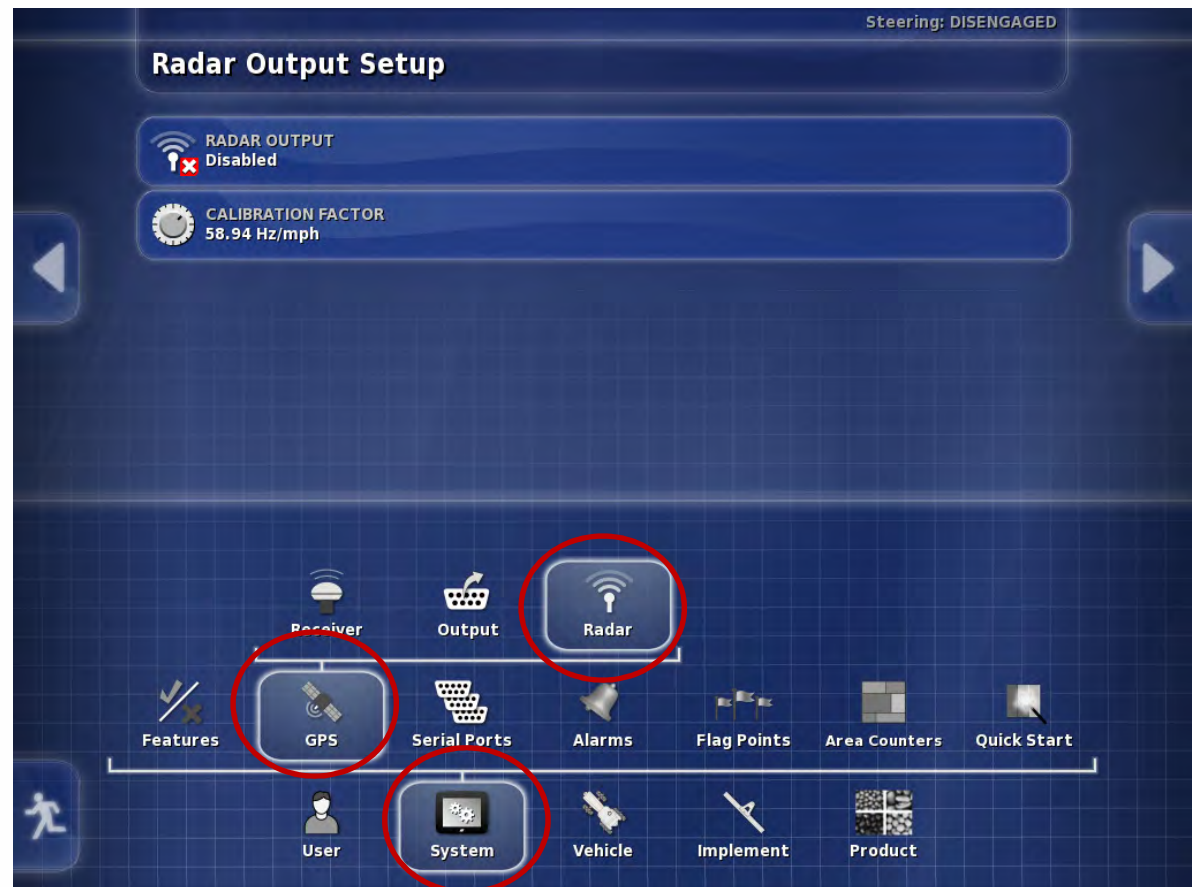 Steering: DISENGAGED
Radar Output Setup
RADAR OUTPUT
Disabled
CALIBRATION FACTOR
58.94 Hz/mph
Receiver Output Radar
Features GPS Serial Ports Alarms Flag Points Area Counters Quick Start
User System Vehicle Implement Product